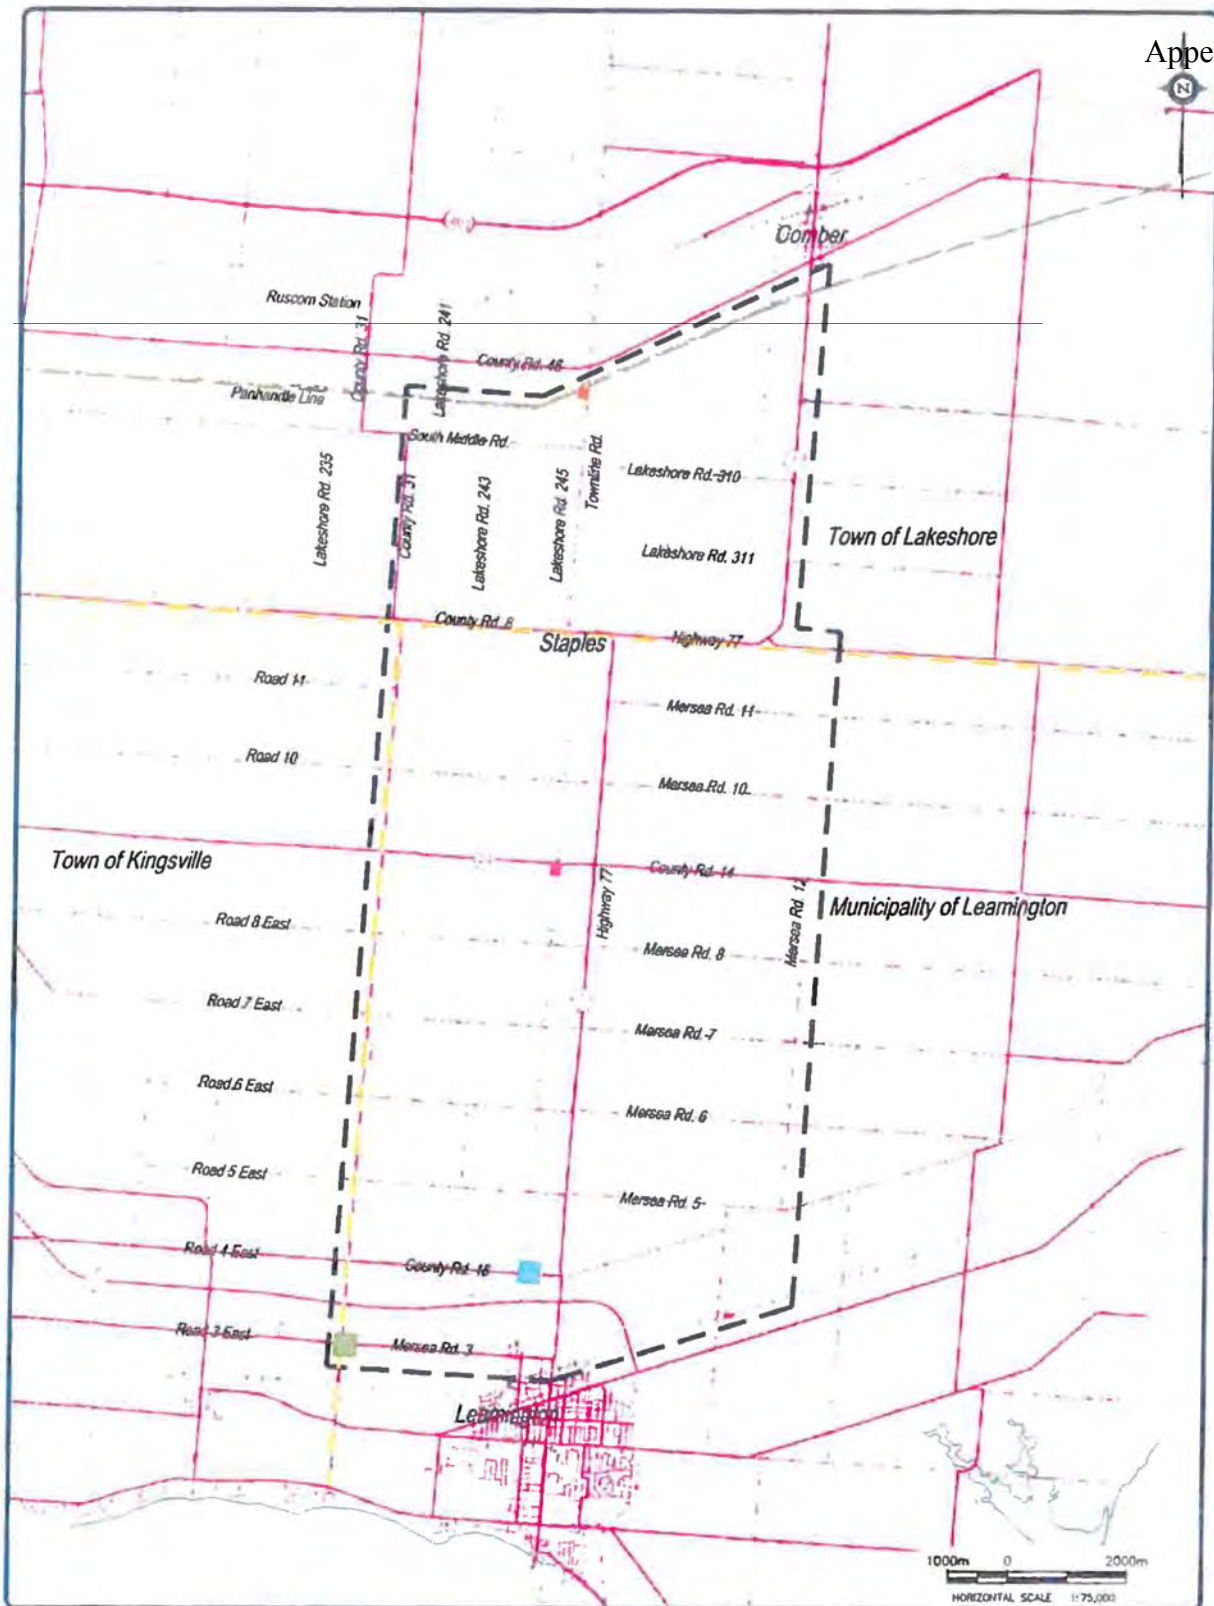 Appe
N
Comber
Ruscom Station
County Rd. 31
Lakeshore Rd. 241
County Rd. 46
Panhandle Line
South Middle Rd.
Lakeshore Rd. 235
County Rd. 31
Lakeshore Rd. 243
Lakeshore Rd. 245
Townline Rd.
Lakeshore Rd. 310
Town of Lakeshore
Lakeshore Rd. 311
County Rd. 8
Staples
Highway 77
Road 11
Mersea Rd. 11
Road 10
Mersea Rd. 10
Town of Kingsville
County Rd. 14
Highway 77
Mersea Rd. 12
Municipality of Leamington
Road 8 East
Mersea Rd. 8
Road 7 East
Mersea Rd. 7
Road 6 East
Mersea Rd. 6
Road 5 East
Mersea Rd. 5
Road 4 East
County Rd. 18
Road 3 East
Mersea Rd. 3
Leamington
1000m 0 2000m
HORIZONTAL SCALE 1:75,000